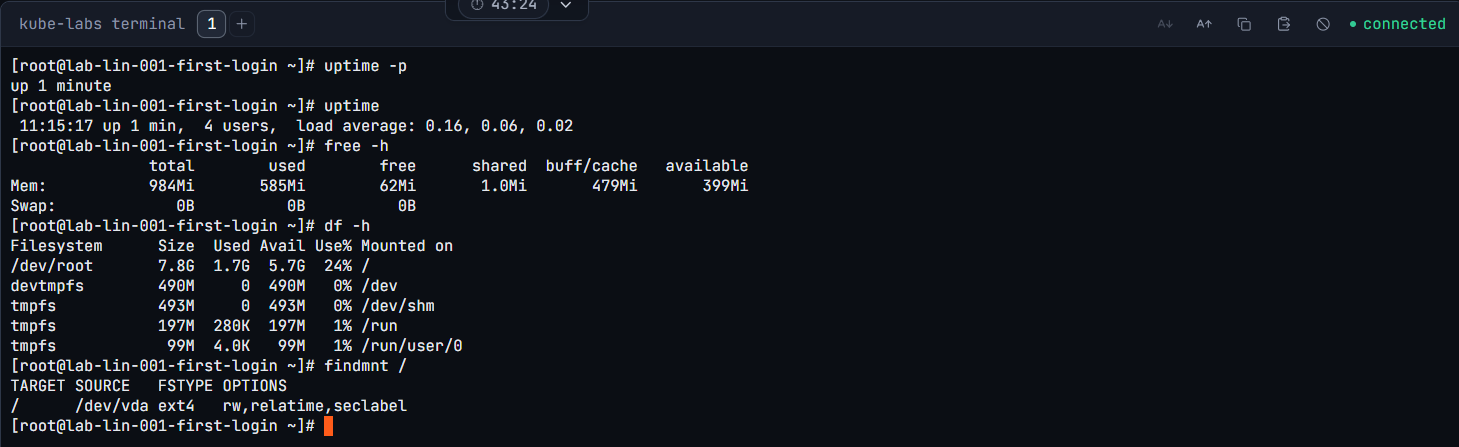 43:24
kube-labs terminal 1 + A↓ A↑ connected
[root@lab-lin-001-first-login ~]# uptime -p
up 1 minute
[root@lab-lin-001-first-login ~]# uptime
 11:15:17 up 1 min,  4 users,  load average: 0.16, 0.06, 0.02
[root@lab-lin-001-first-login ~]# free -h
               total        used        free      shared  buff/cache   available
Mem:           984Mi       585Mi        62Mi       1.0Mi       479Mi       399Mi
Swap:             0B          0B          0B
[root@lab-lin-001-first-login ~]# df -h
Filesystem      Size  Used Avail Use% Mounted on
/dev/root       7.8G  1.7G  5.7G  24% /
devtmpfs        490M     0  490M   0% /dev
tmpfs           493M     0  493M   0% /dev/shm
tmpfs           197M  280K  197M   1% /run
tmpfs            99M  4.0K   99M   1% /run/user/0
[root@lab-lin-001-first-login ~]# findmnt /
TARGET SOURCE   FSTYPE OPTIONS
/      /dev/vda ext4   rw,relatime,seclabel
[root@lab-lin-001-first-login ~]#